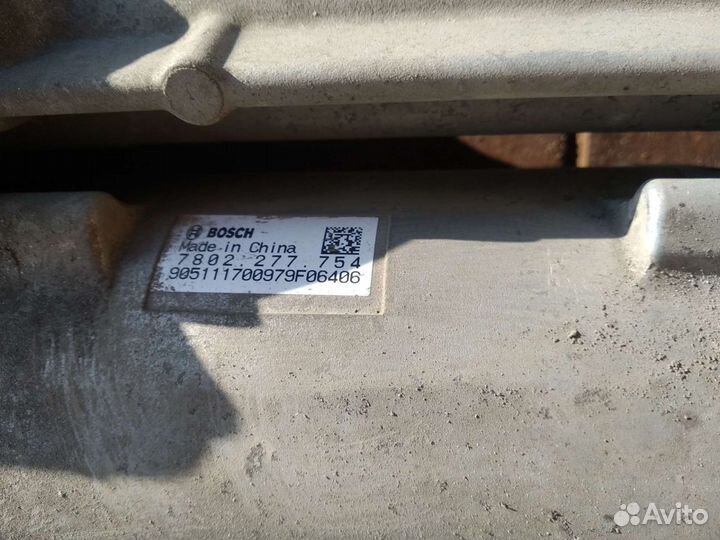 BOSCH
Made in China
7802.277.754
905111700979F06406
Avito